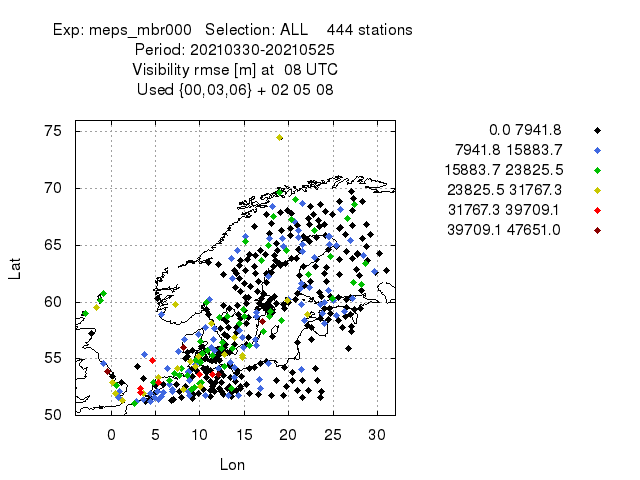 Exp: meps_mbr000 Selection: ALL 444 stations
Period: 20210330-20210525
Visibility rmse [m] at 08 UTC
Used {00,03,06} + 02 05 08
75
70
65
60
55
50
Lat
0 5 10 15 20 25 30
Lon
0.0 7941.8
7941.8 15883.7
15883.7 23825.5
23825.5 31767.3
31767.3 39709.1
39709.1 47651.0